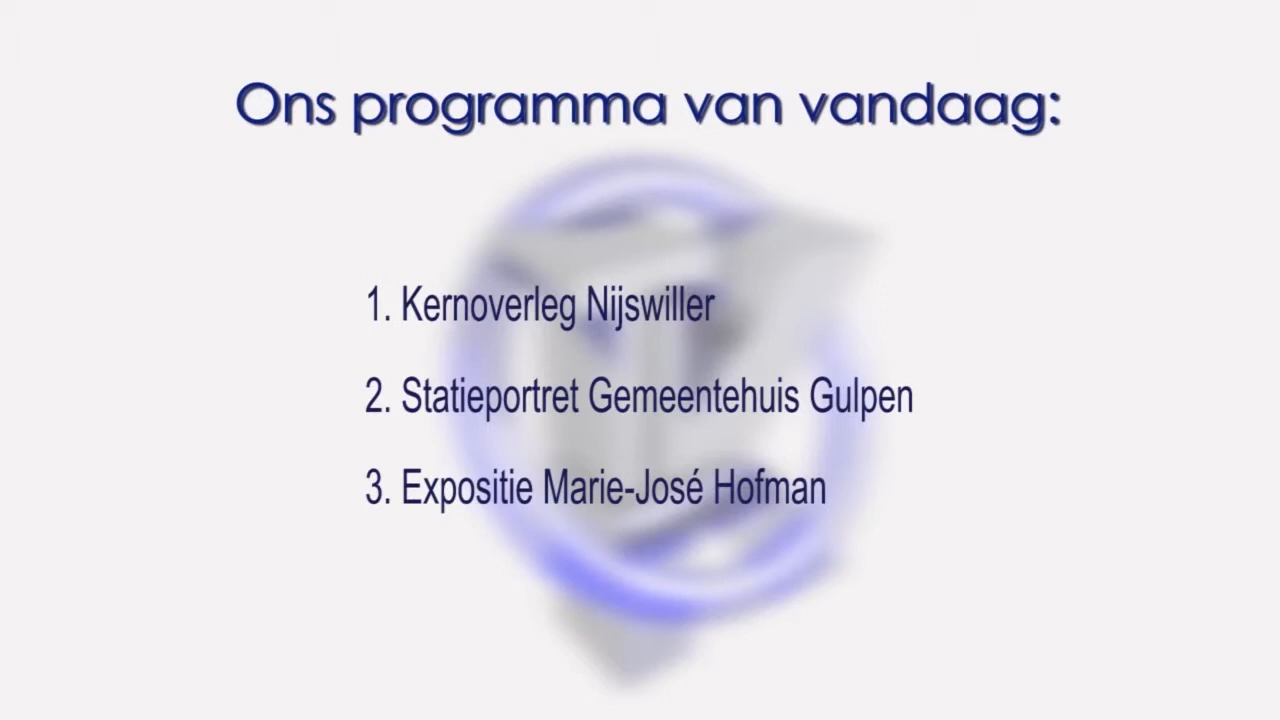 Ons programma van vandaag:
1. Kernoverleg Nijswiller
2. Statieportret Gemeentehuis Gulpen
3. Expositie Marie-José Hofman